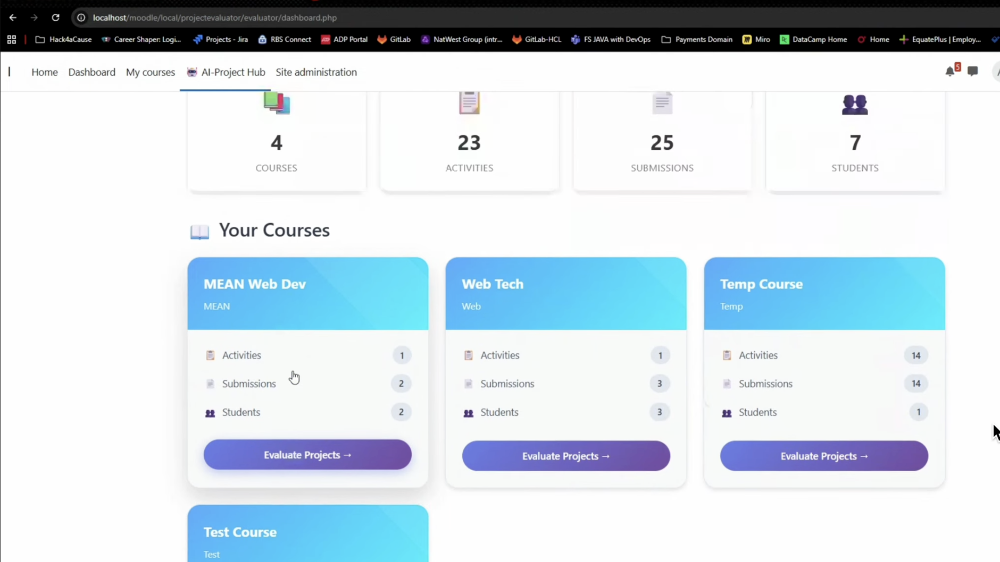 localhost/moodle/local/projectevaluator/evaluator/dashboard.php
Hack4aCause Career Shaper: Logi... Projects - Jira RBS Connect ADP Portal GitLab NatWest Group (intr... GitLab-HCL FS JAVA with DevOps Payments Domain Miro DataCamp Home Home EquatePlus | Employ...
Home Dashboard My courses AI-Project Hub Site administration 5
4 23 25 7
COURSES ACTIVITIES SUBMISSIONS STUDENTS
Your Courses
MEAN Web Dev Web Tech Temp Course
MEAN Web Temp
Activities 1 Activities 1 Activities 14
Submissions 2 Submissions 3 Submissions 14
Students 2 Students 3 Students 1
Evaluate Projects → Evaluate Projects → Evaluate Projects →
Test Course
Test